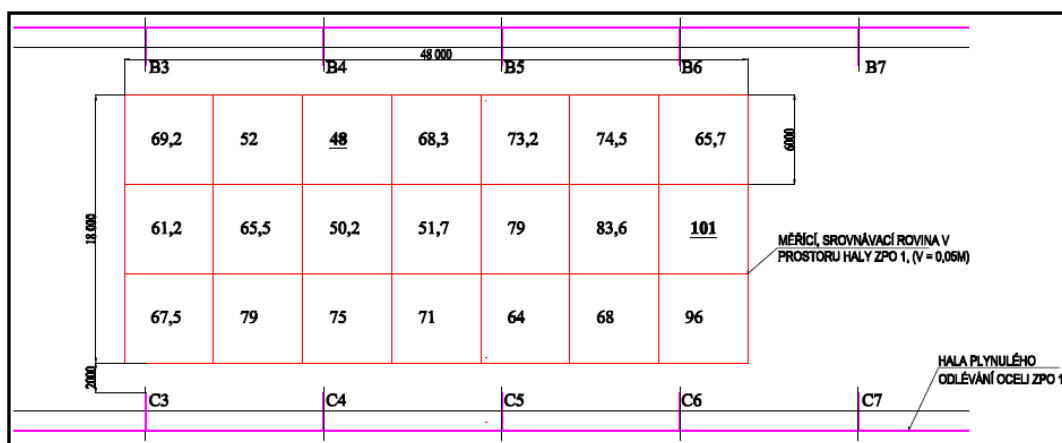 B3 B4 B5 B6 B7
48 000
69,2 52 48 68,3 73,2 74,5 65,7
6000
61,2 65,5 50,2 51,7 79 83,6 101
18 000
MĚŘÍCÍ, SROVNÁVACÍ ROVINA V
PROSTORU HALY ZPO 1, (V = 0,05M)
67,5 79 75 71 64 68 96
2000
HALA PLYNULÉHO
ODLÉVÁNÍ OCELI ZPO 1
C3 C4 C5 C6 C7